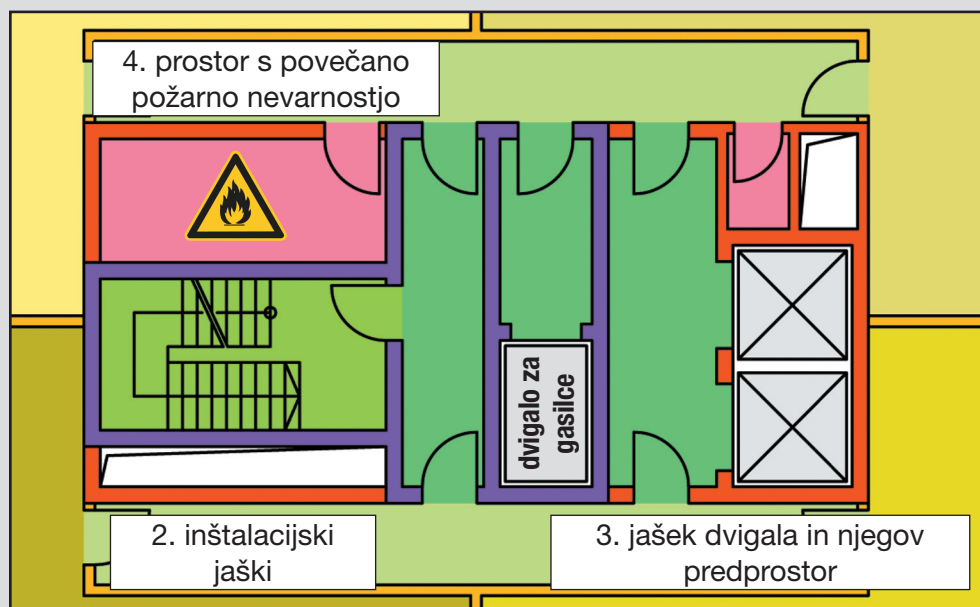 4. prostor s povečano
požarno nevarnostjo
dvigalo za
gasilce
2. inštalacijski
jaški
3. jašek dvigala in njegov
predprostor